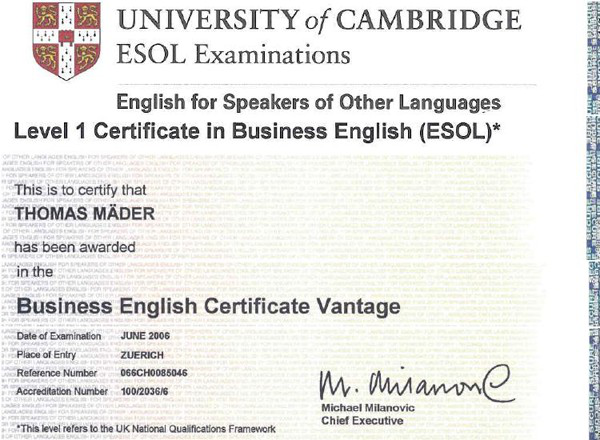 UNIVERSITY of CAMBRIDGE
ESOL Examinations
English for Speakers of Other Languages
Level 1 Certificate in Business English (ESOL)*
This is to certify that
THOMAS MÄDER
has been awarded
in the
Business English Certificate Vantage
Date of Examination JUNE 2006
Place of Entry ZUERICH
Reference Number 066CH0085046
Accreditation Number 100/2036/6
M. Milanovic
Michael Milanovic
Chief Executive
*This level refers to the UK National Qualifications Framework